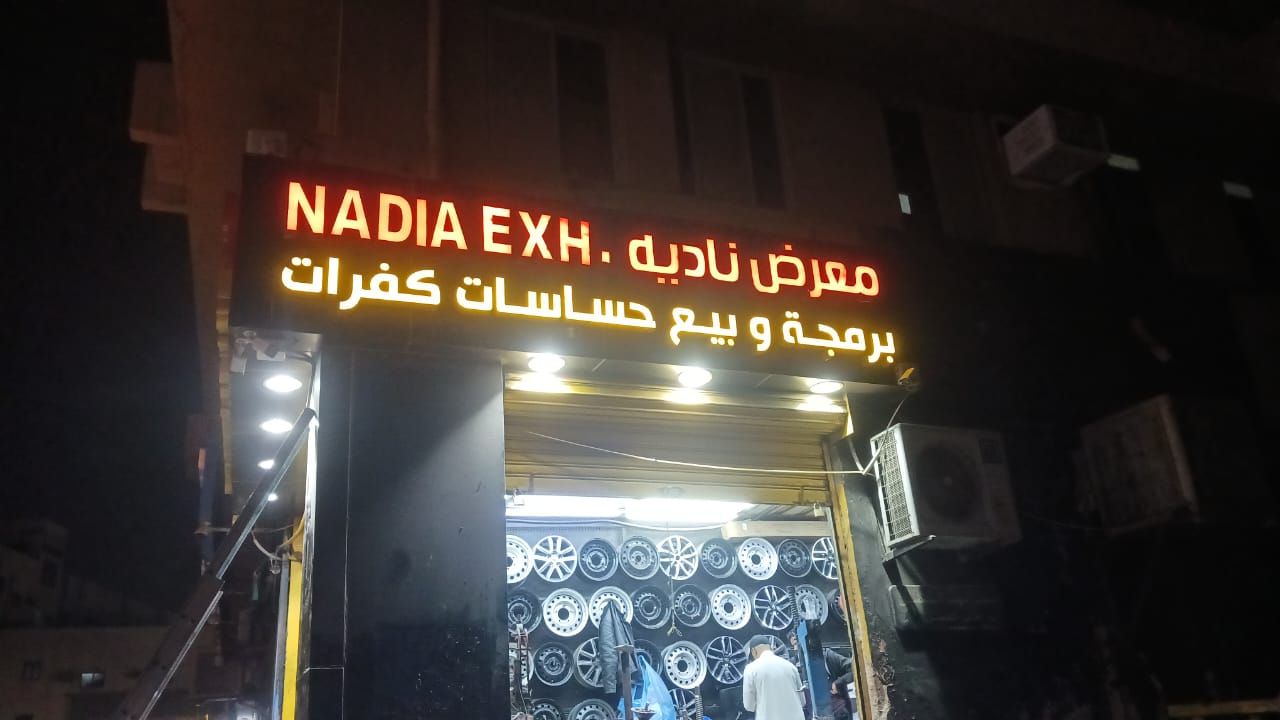 NADIA EXH. معرض ناديه
برمجة و بيع حساسات كفرات